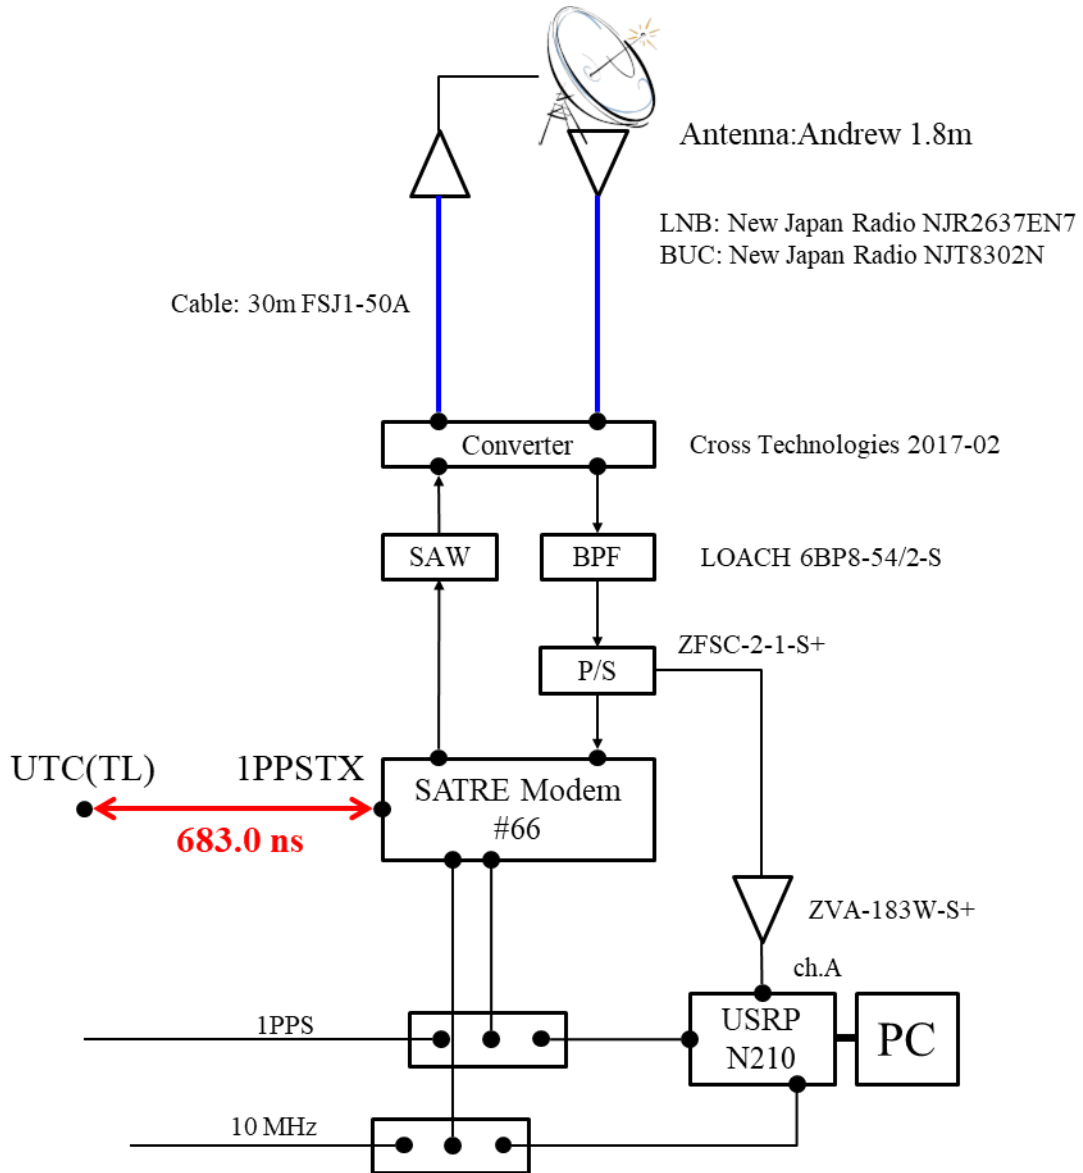 Antenna:Andrew 1.8m
LNB: New Japan Radio NJR2637EN7
BUC: New Japan Radio NJT8302N
Cable: 30m FSJ1-50A
Converter
Cross Technologies 2017-02
SAW
BPF
LOACH 6BP8-54/2-S
ZFSC-2-1-S+
P/S
UTC(TL)
1PPSTX
683.0 ns
SATRE Modem
#66
ZVA-183W-S+
ch.A
1PPS
USRP
N210
PC
10 MHz